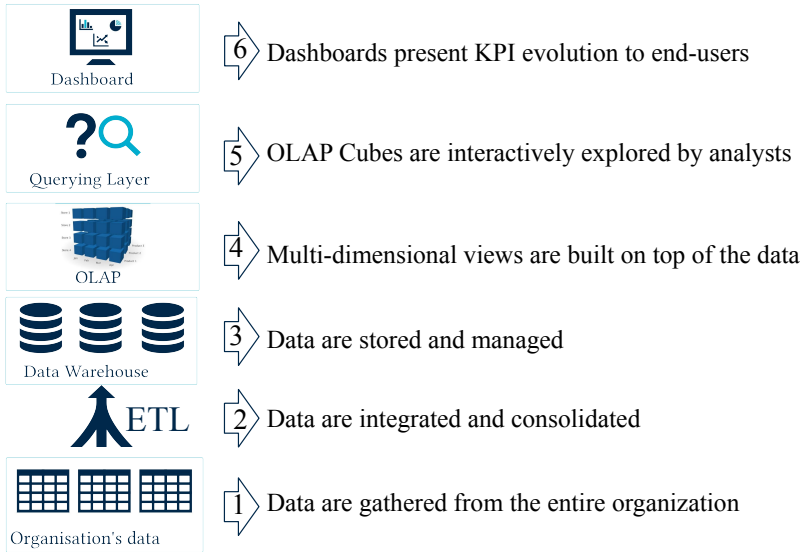 Dashboard
6 Dashboards present KPI evolution to end-users
Querying Layer
5 OLAP Cubes are interactively explored by analysts
OLAP
4 Multi-dimensional views are built on top of the data
Data Warehouse
3 Data are stored and managed
ETL
2 Data are integrated and consolidated
Organisation's data
1 Data are gathered from the entire organization